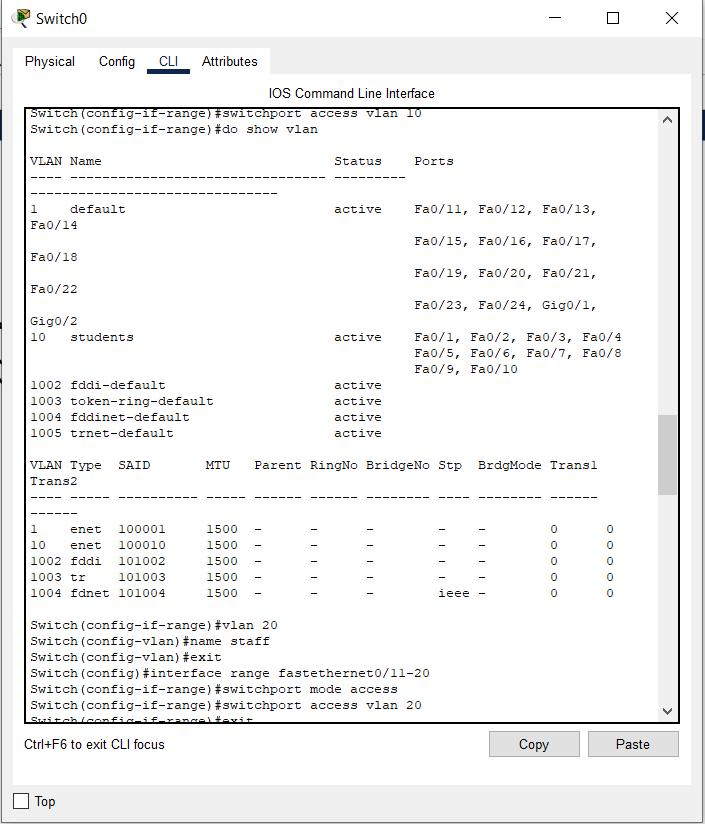 Switch0
Physical Config CLI Attributes
IOS Command Line Interface
Switch(config-if-range)#switchport access vlan 10
Switch(config-if-range)#do show vlan
VLAN Name                             Status    Ports
---- -------------------------------- ---------
-------------------------------
1    default                          active    Fa0/11, Fa0/12, Fa0/13,
Fa0/14
                                                Fa0/15, Fa0/16, Fa0/17,
Fa0/18
                                                Fa0/19, Fa0/20, Fa0/21,
Fa0/22
                                                Fa0/23, Fa0/24, Gig0/1,
Gig0/2
10   students                         active    Fa0/1, Fa0/2, Fa0/3, Fa0/4
                                                Fa0/5, Fa0/6, Fa0/7, Fa0/8
                                                Fa0/9, Fa0/10
1002 fddi-default                     active
1003 token-ring-default               active
1004 fddinet-default                  active
1005 trnet-default                    active
VLAN Type  SAID       MTU   Parent RingNo BridgeNo Stp  BrdgMode Trans1
Trans2
---- ----- ---------- ----- ------ ------ -------- ---- -------- ------
------
1    enet  100001     1500  -      -      -        -    -        0      0
10   enet  100010     1500  -      -      -        -    -        0      0
1002 fddi  101002     1500  -      -      -        -    -        0      0
1003 tr    101003     1500  -      -      -        -    -        0      0
1004 fdnet 101004     1500  -      -      -        ieee -        0      0
Switch(config-if-range)#vlan 20
Switch(config-vlan)#name staff
Switch(config-vlan)#exit
Switch(config)#interface range fastethernet0/11-20
Switch(config-if-range)#switchport mode access
Switch(config-if-range)#switchport access vlan 20
Switch(config-if-range)#exit
Ctrl+F6 to exit CLI focus
Copy Paste
Top